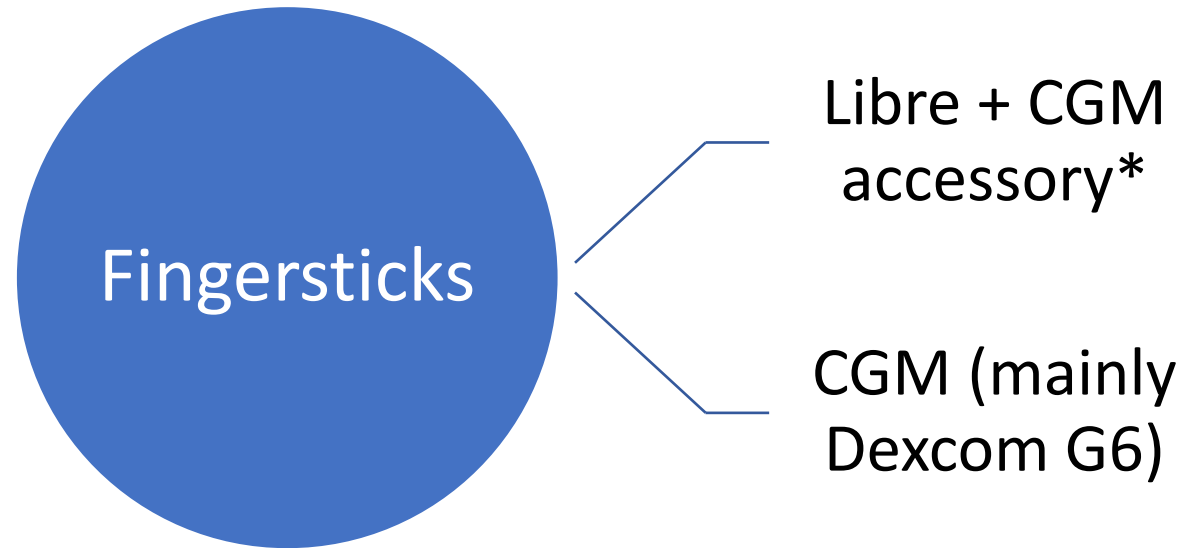 Fingersticks
Libre + CGM
accessory*
CGM (mainly
Dexcom G6)